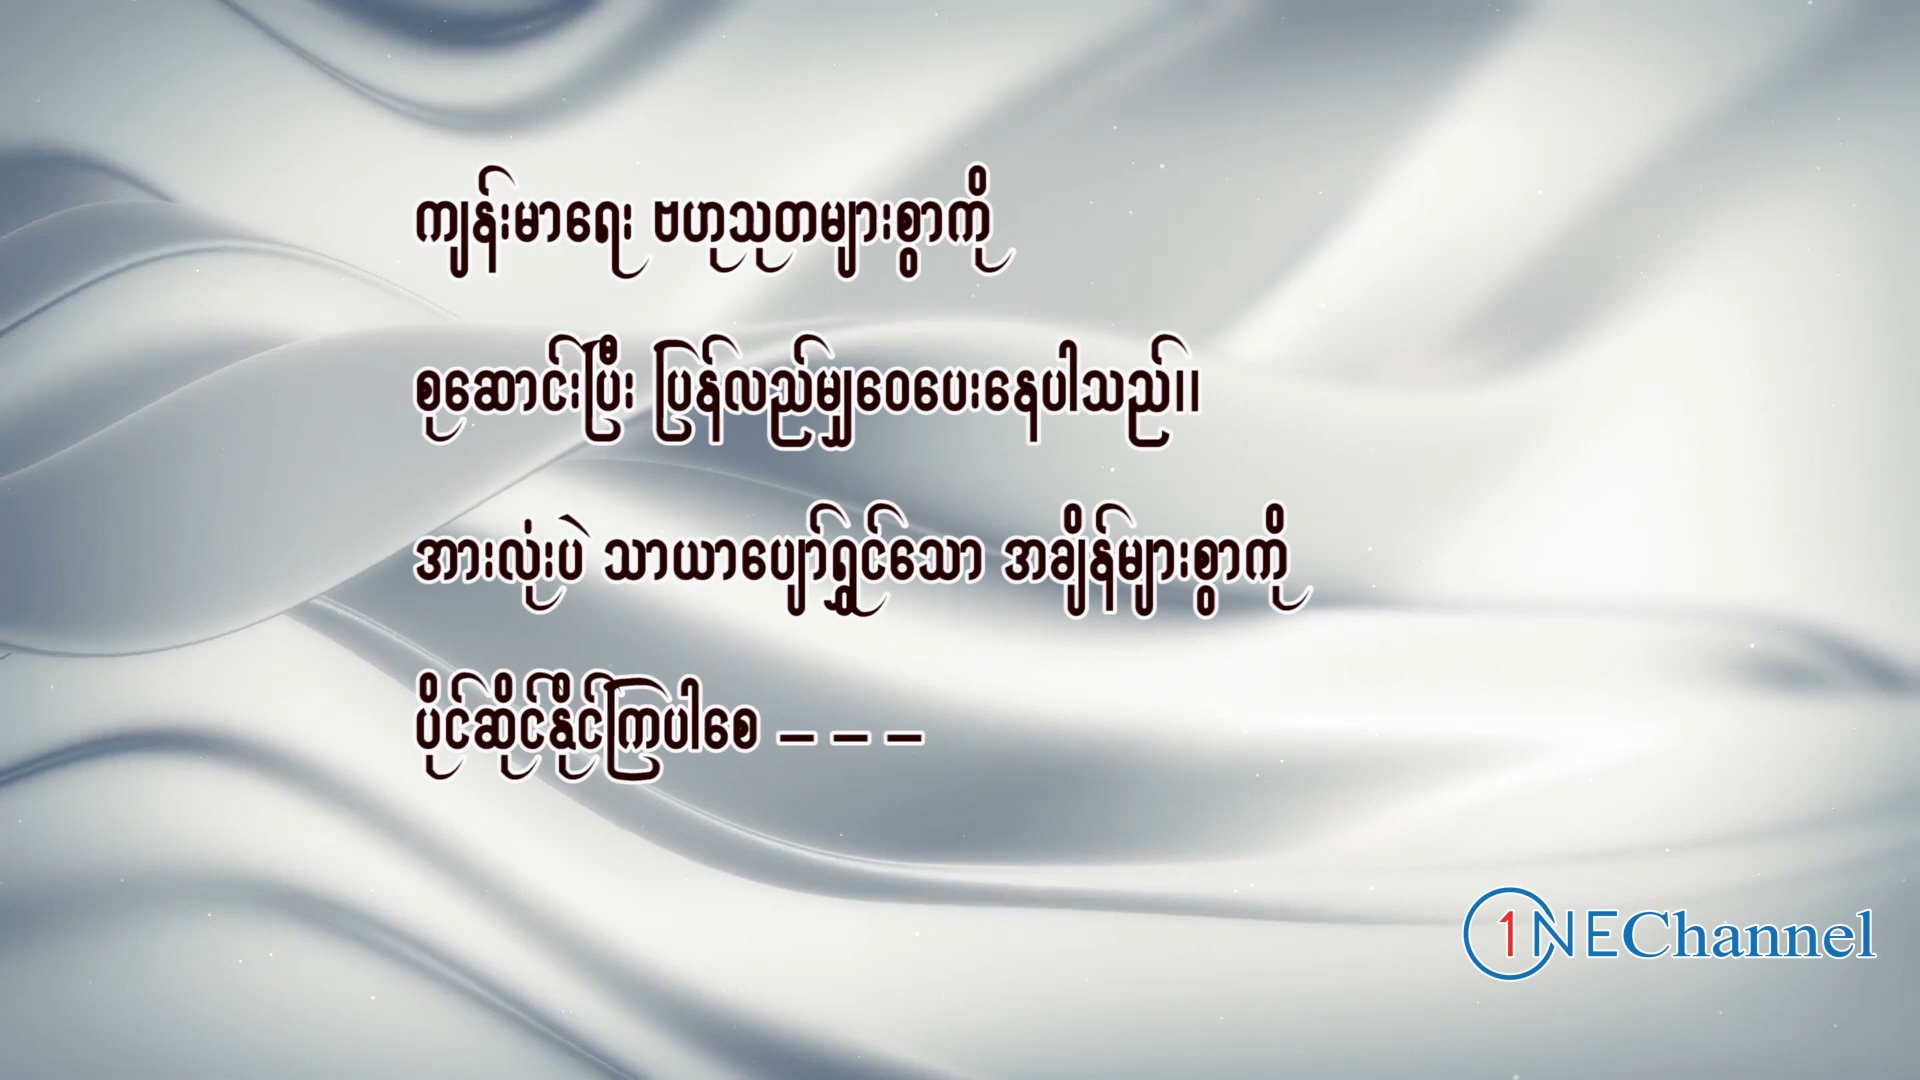 ကျန်းမာရေး ဗဟုသုတများစွာကို
စုဆောင်းပြီး ပြန်လည်မျှဝေပေးနေပါသည်။
အားလုံးပဲ သာယာပျော်ရွှင်သော အချိန်များစွာကို
ပိုင်ဆိုင်နိုင်ကြပါစေ – – –
1NEChannel